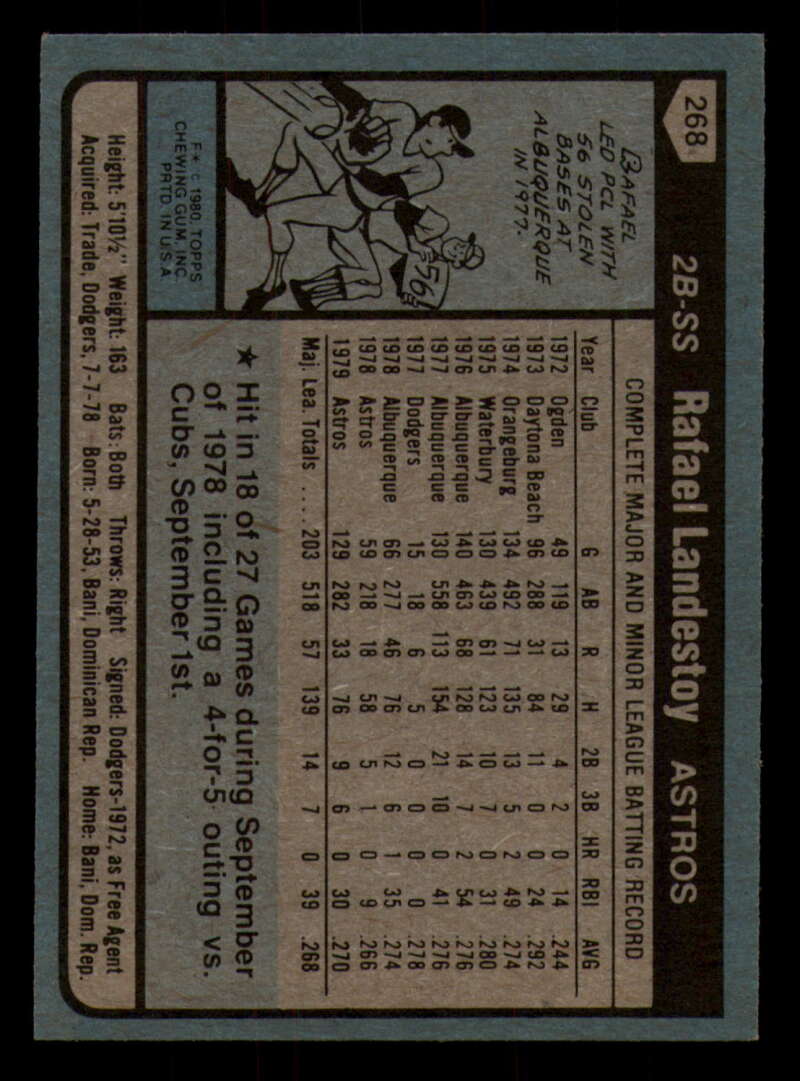 268
2B-SS Rafael Landestoy ASTROS
RAFAEL
LED PCL WITH
56 STOLEN
BASES AT
ALBUQUERQUE
IN 1977.
56
F★ © 1980 TOPPS
CHEWING GUM, INC.
PRTD. IN U.S.A.
COMPLETE MAJOR AND MINOR LEAGUE BATTING RECORD
Year Club G AB R H 2B 3B HR RBI AVG
1972 Ogden 49 119 13 29 4 2 0 14 .244
1973 Daytona Beach 96 288 31 84 11 0 0 24 .292
1974 Orangeburg 134 492 71 135 13 5 2 49 .274
1975 Waterbury 130 439 61 123 10 7 0 31 .280
1976 Albuquerque 140 463 68 128 14 7 2 54 .276
1977 Albuquerque 130 558 113 154 21 10 0 41 .276
1977 Dodgers 15 18 6 5 0 0 0 0 .278
1978 Albuquerque 66 277 46 76 12 6 1 35 .274
1978 Astros 59 218 18 58 5 1 0 9 .266
1979 Astros 129 282 33 76 9 6 0 30 .270
Maj. Lea. Totals .... 203 518 57 139 14 7 0 39 .268
★ Hit in 18 of 27 Games during September
of 1978 including a 4-for-5 outing vs.
Cubs, September 1st.
Height: 5'10½" Weight: 163 Bats: Both Throws: Right Signed: Dodgers-1972, as Free Agent
Acquired: Trade, Dodgers, 7-7-78 Born: 5-28-53, Bani, Dominican Rep. Home: Bani, Dom. Rep.